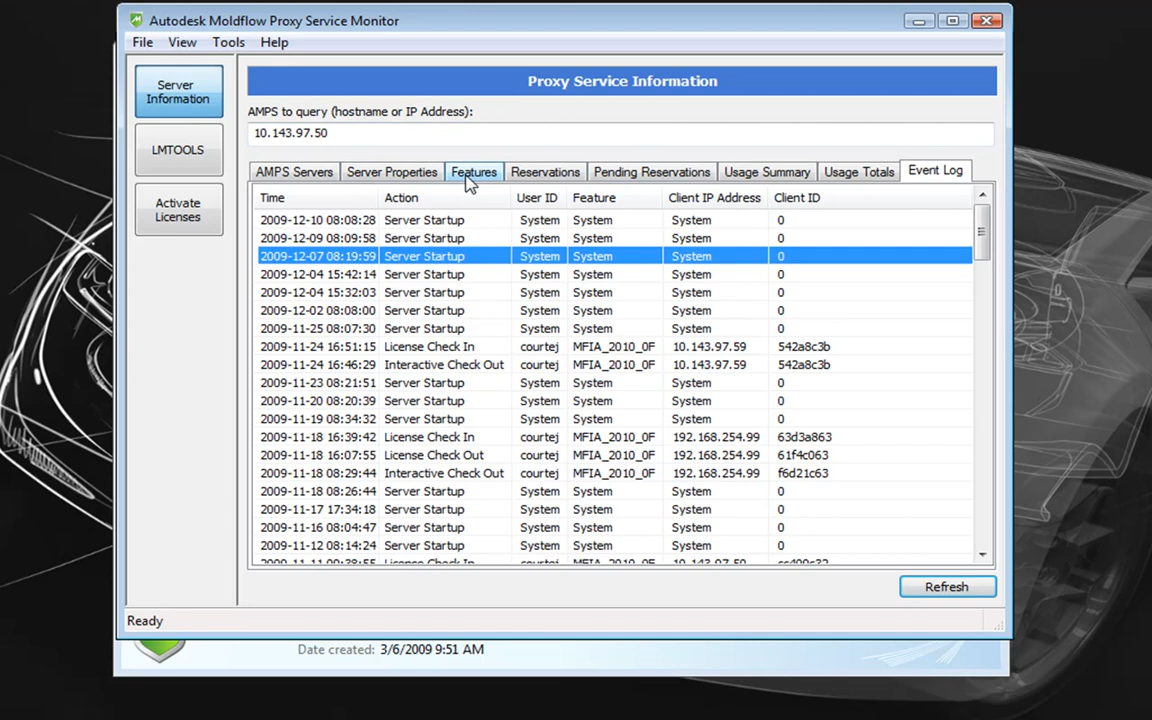 Autodesk Moldflow Proxy Service Monitor
File View Tools Help
Server Information
LMTOOLS
Activate Licenses
Proxy Service Information
AMPS to query (hostname or IP Address):
10.143.97.50
AMPS Servers Server Properties Features Reservations Pending Reservations Usage Summary Usage Totals Event Log
Time Action User ID Feature Client IP Address Client ID
2009-12-10 08:08:28 Server Startup System System System 0
2009-12-09 08:09:58 Server Startup System System System 0
2009-12-07 08:19:59 Server Startup System System System 0
2009-12-04 15:42:14 Server Startup System System System 0
2009-12-04 15:32:03 Server Startup System System System 0
2009-12-02 08:08:00 Server Startup System System System 0
2009-11-25 08:07:30 Server Startup System System System 0
2009-11-24 16:51:15 License Check In courtej MFIA_2010_0F 10.143.97.59 542a8c3b
2009-11-24 16:46:29 Interactive Check Out courtej MFIA_2010_0F 10.143.97.59 542a8c3b
2009-11-23 08:21:51 Server Startup System System System 0
2009-11-20 08:20:39 Server Startup System System System 0
2009-11-19 08:34:32 Server Startup System System System 0
2009-11-18 16:39:42 License Check In courtej MFIA_2010_0F 192.168.254.99 63d3a863
2009-11-18 16:07:55 License Check Out courtej MFIA_2010_0F 192.168.254.99 61f4c063
2009-11-18 08:29:44 Interactive Check Out courtej MFIA_2010_0F 192.168.254.99 f6d21c63
2009-11-18 08:26:44 Server Startup System System System 0
2009-11-17 17:34:18 Server Startup System System System 0
2009-11-16 08:04:47 Server Startup System System System 0
2009-11-12 08:14:24 Server Startup System System System 0
Refresh
Ready
Date created: 3/6/2009 9:51 AM